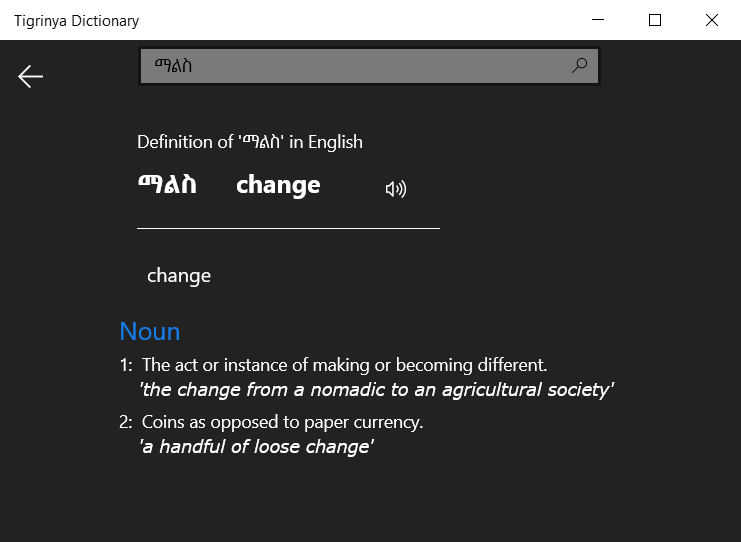 Tigrinya Dictionary
ማልስ
Definition of 'ማልስ' in English
ማልስ change
change
Noun
1: The act or instance of making or becoming different.
'the change from a nomadic to an agricultural society'
2: Coins as opposed to paper currency.
'a handful of loose change'